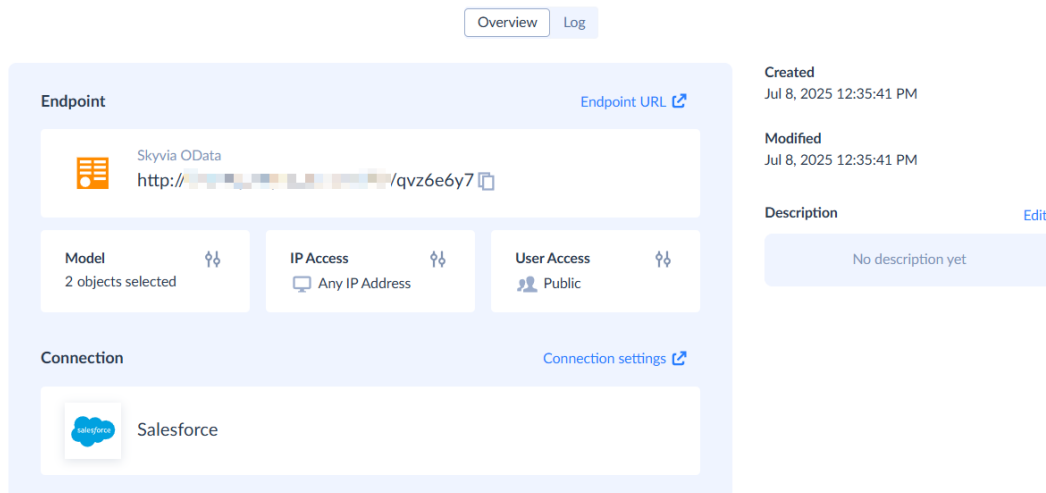 Overview
Log
Endpoint
Endpoint URL
Skyvia OData
http:// /qvz6e6y7
Model
2 objects selected
IP Access
Any IP Address
User Access
Public
Connection
Connection settings
salesforce
Salesforce
Created
Jul 8, 2025 12:35:41 PM
Modified
Jul 8, 2025 12:35:41 PM
Description
Edit
No description yet